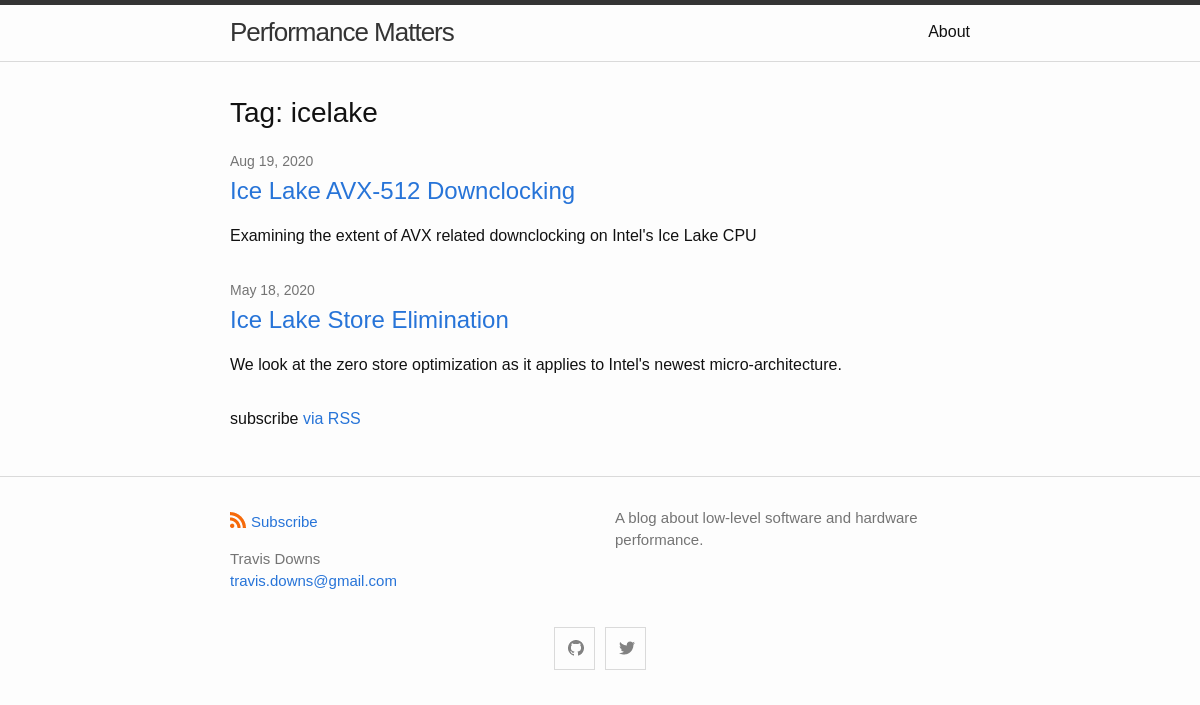 Performance Matters
About
Tag: icelake
Aug 19, 2020
Ice Lake AVX-512 Downclocking
Examining the extent of AVX related downclocking on Intel's Ice Lake CPU
May 18, 2020
Ice Lake Store Elimination
We look at the zero store optimization as it applies to Intel's newest micro-architecture.
subscribe via RSS
Subscribe
Travis Downs
travis.downs@gmail.com
A blog about low-level software and hardware
performance.